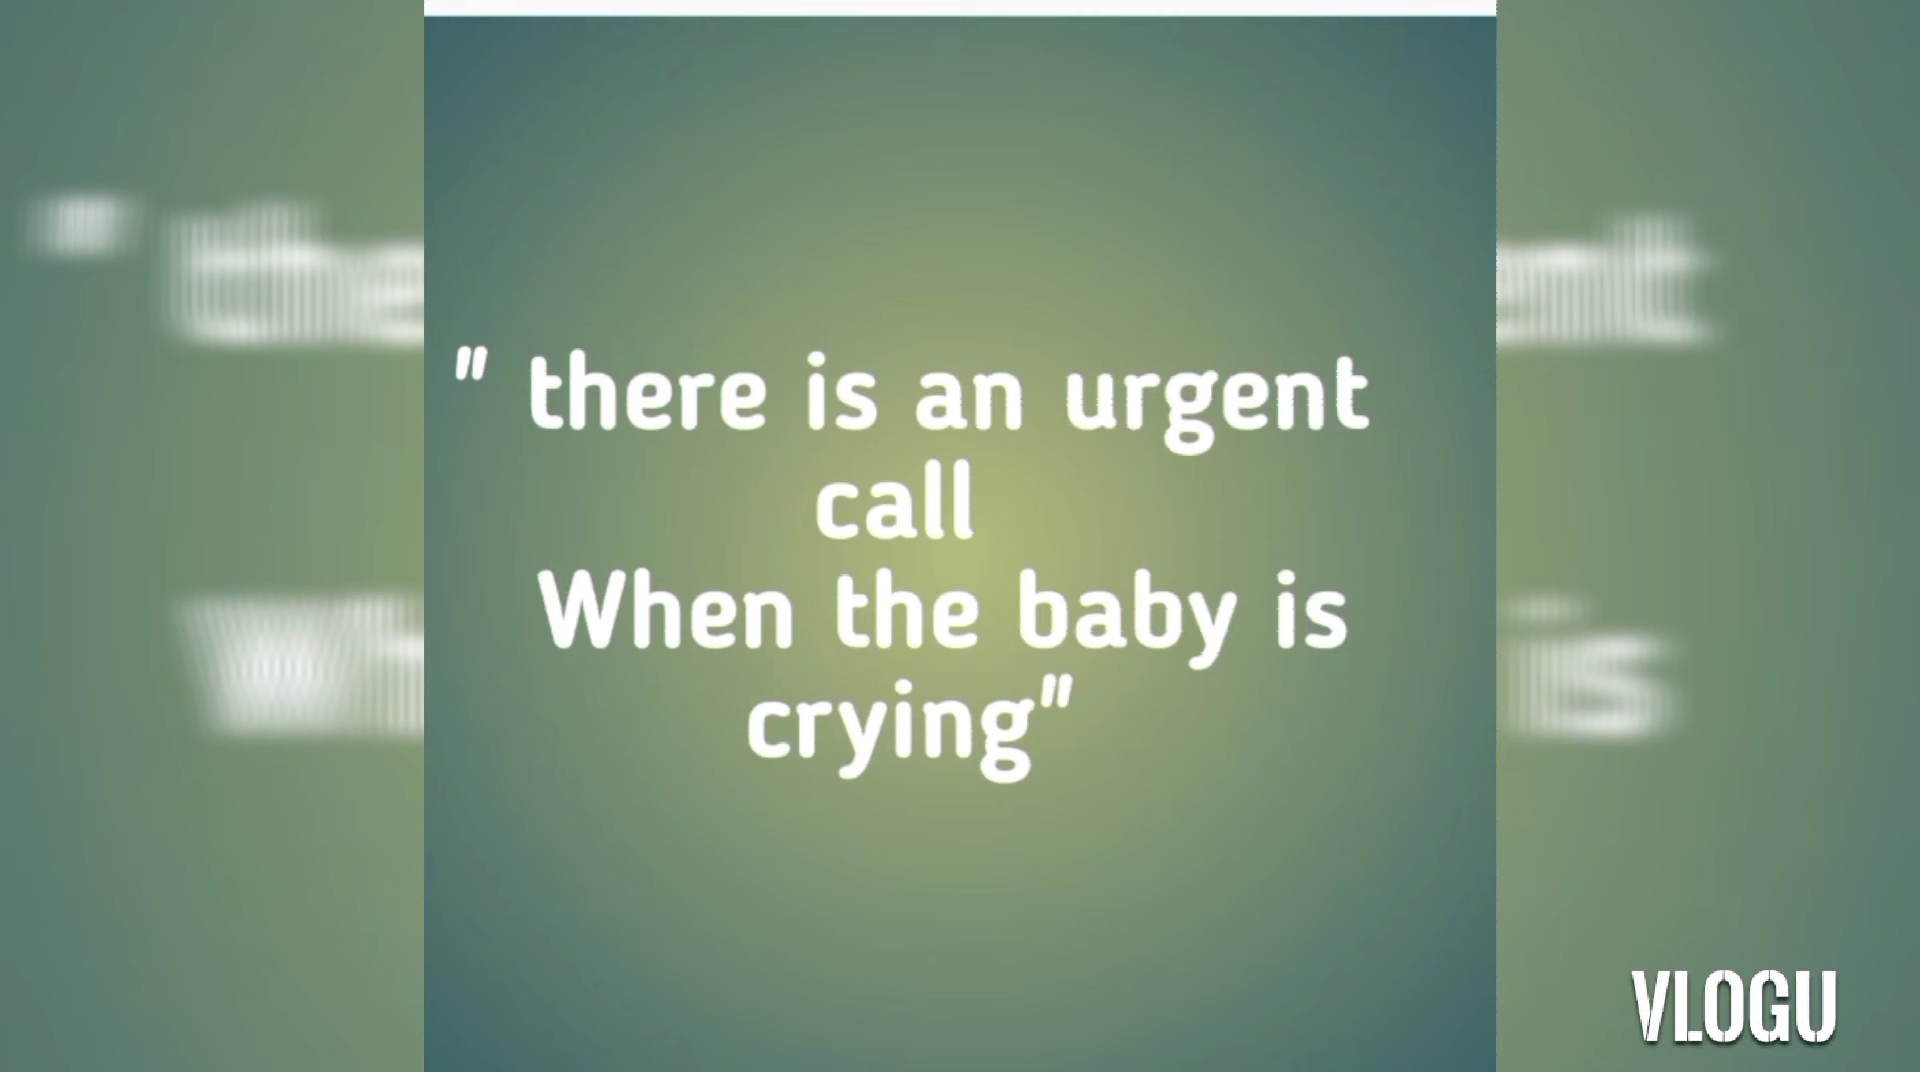 " there is an urgent
call
When the baby is
crying"
VLOGU